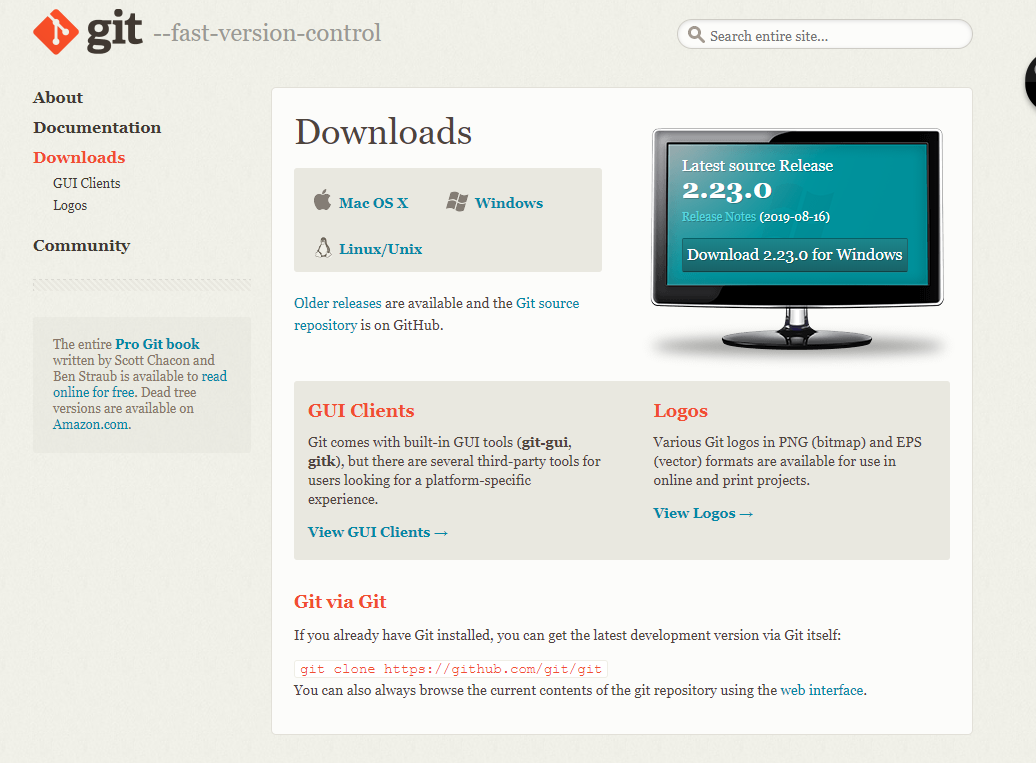 git --fast-version-control
Search entire site...
About
Documentation
Downloads
GUI Clients
Logos
Community
The entire Pro Git book
written by Scott Chacon and
Ben Straub is available to read
online for free. Dead tree
versions are available on
Amazon.com.
Downloads
Mac OS X
Windows
Linux/Unix
Older releases are available and the Git source
repository is on GitHub.
Latest source Release
2.23.0
Release Notes (2019-08-16)
Download 2.23.0 for Windows
GUI Clients
Git comes with built-in GUI tools (git-gui,
gitk), but there are several third-party tools for
users looking for a platform-specific
experience.
View GUI Clients →
Logos
Various Git logos in PNG (bitmap) and EPS
(vector) formats are available for use in
online and print projects.
View Logos →
Git via Git
If you already have Git installed, you can get the latest development version via Git itself:
git clone https://github.com/git/git
You can also always browse the current contents of the git repository using the web interface.